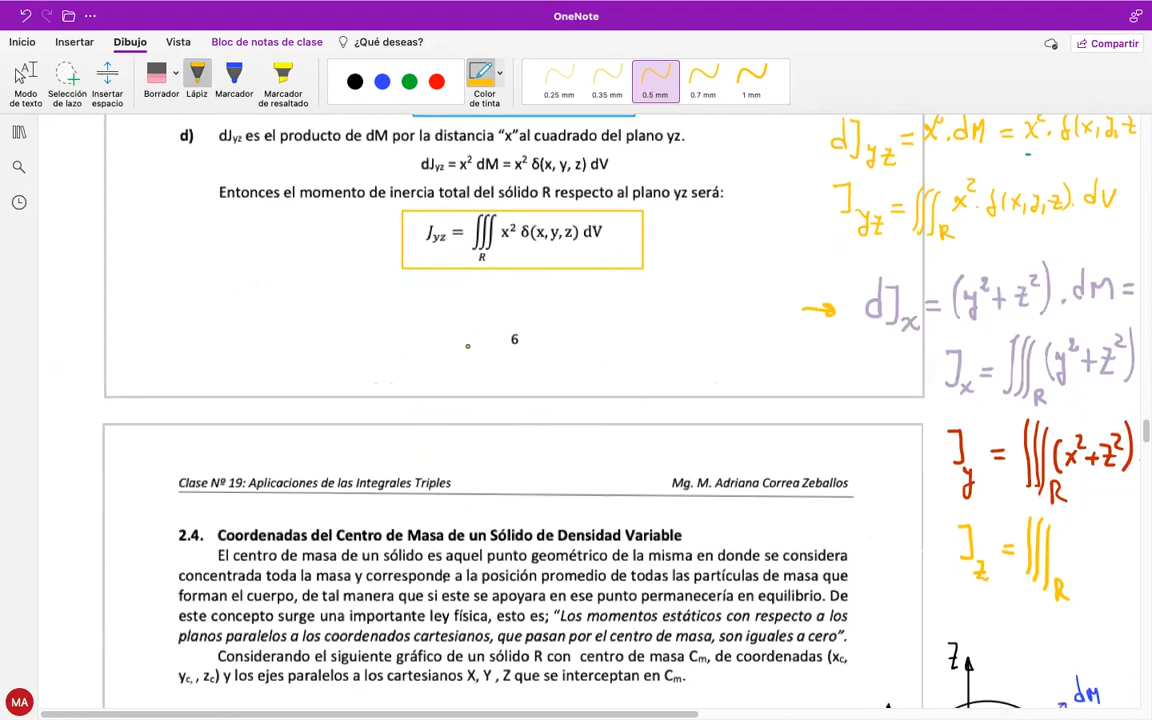 OneNote
Inicio Insertar Dibujo Vista Bloc de notas de clase ¿Qué deseas? Compartir
Modo de texto
Selección de lazo
Insertar espacio
Borrador Lápiz Marcador
Marcador de resaltado
Color de tinta
0.25 mm 0.35 mm 0.5 mm 0.7 mm 1 mm
d) dJyz es el producto de dM por la distancia “x”al cuadrado del plano yz.
dJyz = x² dM = x² δ(x, y, z) dV
Entonces el momento de inercia total del sólido R respecto al plano yz será:
Jyz = ∭R x² δ(x, y, z) dV
6
dJyz = x². dM = x². δ(x, y, z
Jyz = ∭R x². δ(x, y, z). dV
→ dJx = (y² + z²). dM =
Jx = ∭R (y² + z²)
Jy = ∭R (x² + z²)
Jz = ∭R
Clase Nº 19: Aplicaciones de las Integrales Triples Mg. M. Adriana Correa Zeballos
2.4. Coordenadas del Centro de Masa de un Sólido de Densidad Variable
El centro de masa de un sólido es aquel punto geométrico de la misma en donde se considera
concentrada toda la masa y corresponde a la posición promedio de todas las partículas de masa que
forman el cuerpo, de tal manera que si este se apoyara en ese punto permanecería en equilibrio. De
este concepto surge una importante ley física, esto es; “Los momentos estáticos con respecto a los
planos paralelos a los coordenados cartesianos, que pasan por el centro de masa, son iguales a cero”.
Considerando el siguiente gráfico de un sólido R con centro de masa Cm, de coordenadas (xc,
yc, , zc) y los ejes paralelos a los cartesianos X, Y , Z que se interceptan en Cm.
Z
dM
MA